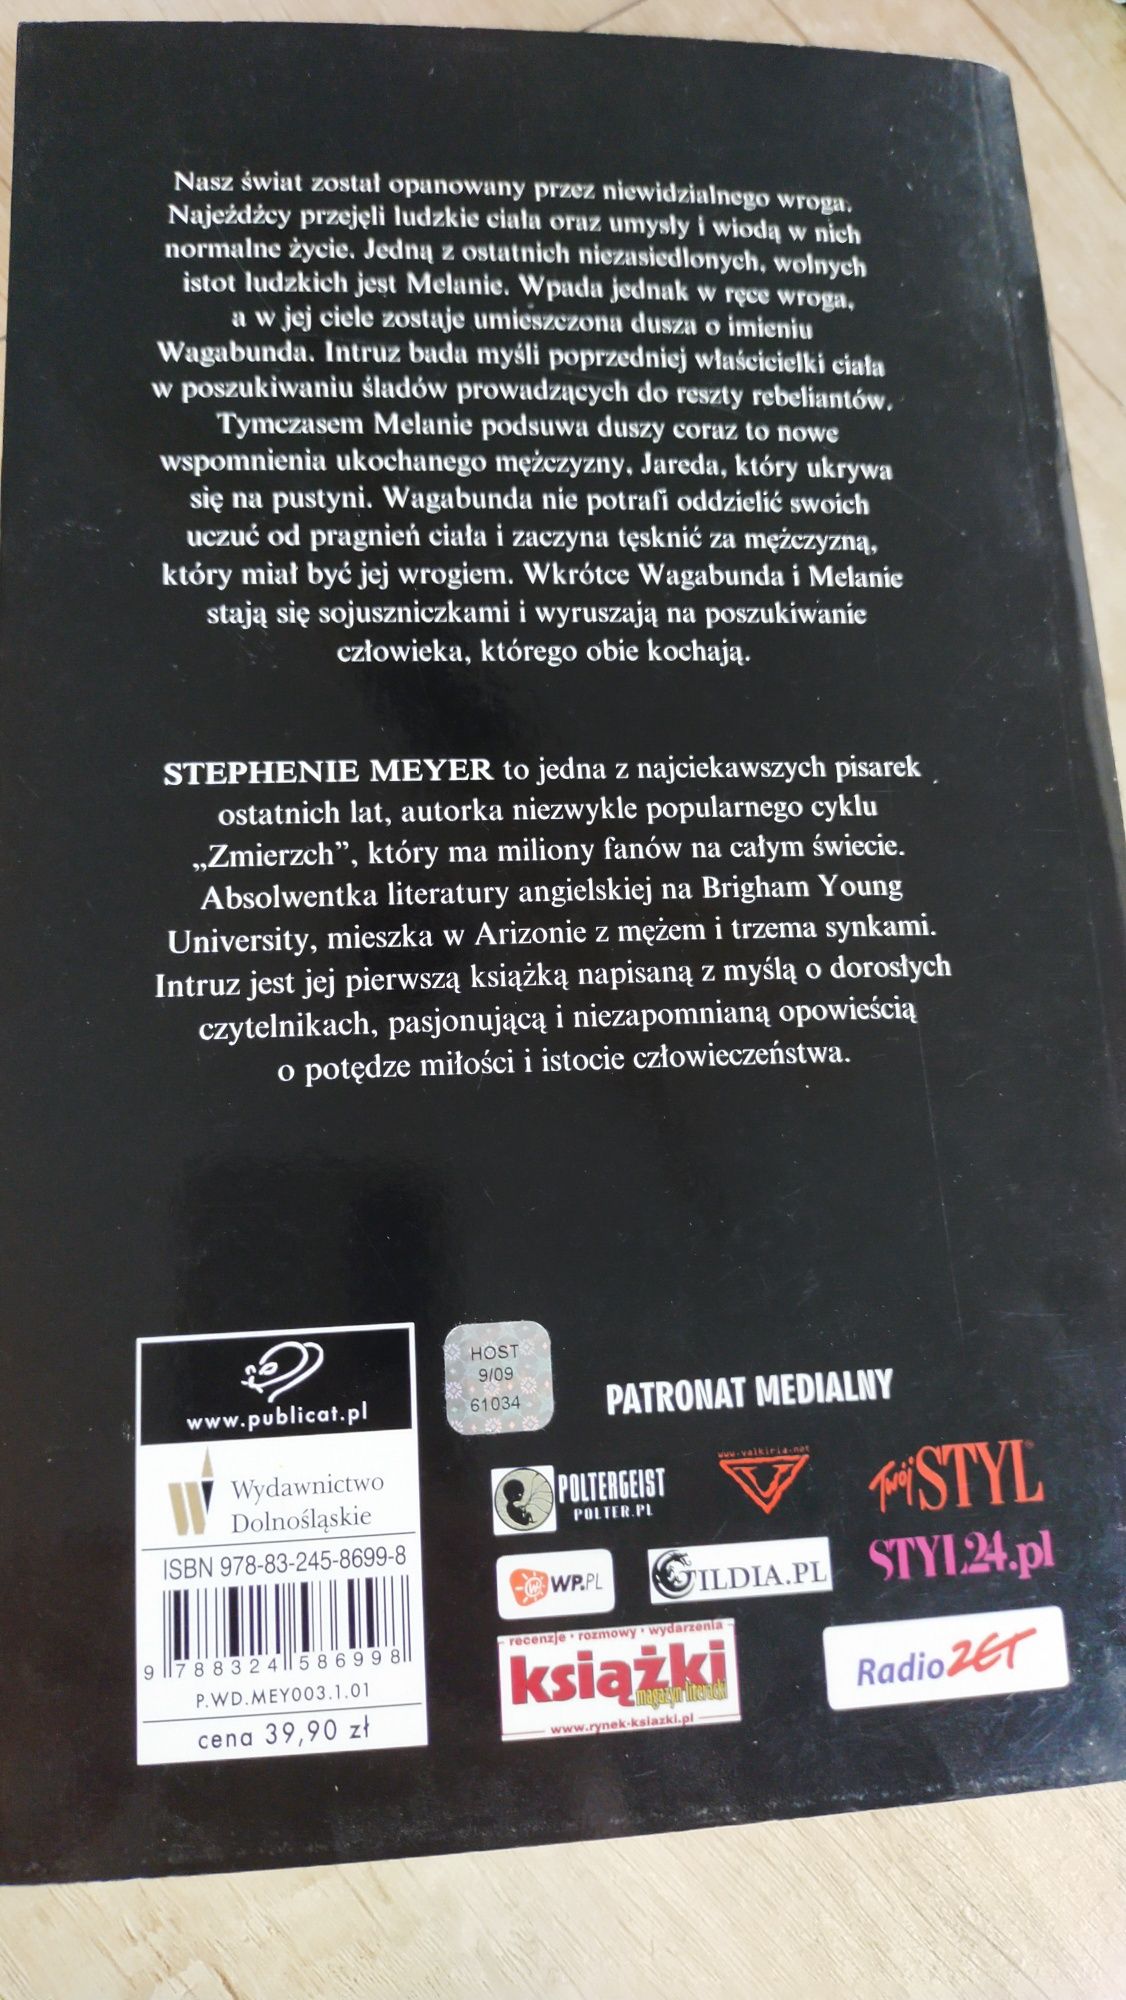 Nasz świat został opanowany przez niewidzialnego wroga.
Najeźdźcy przejęli ludzkie ciała oraz umysły i wiodą w nich
normalne życie. Jedną z ostatnich niezasiedlonych, wolnych
istot ludzkich jest Melanie. Wpada jednak w ręce wroga,
a w jej ciele zostaje umieszczona dusza o imieniu
Wagabunda. Intruz bada myśli poprzedniej właścicielki ciała
w poszukiwaniu śladów prowadzących do reszty rebeliantów.
Tymczasem Melanie podsuwa duszy coraz to nowe
wspomnienia ukochanego mężczyzny, Jareda, który ukrywa
się na pustyni. Wagabunda nie potrafi oddzielić swoich
uczuć od pragnień ciała i zaczyna tęsknić za mężczyzną,
który miał być jej wrogiem. Wkrótce Wagabunda i Melanie
stają się sojuszniczkami i wyruszają na poszukiwanie
człowieka, którego obie kochają.
STEPHENIE MEYER to jedna z najciekawszych pisarek
ostatnich lat, autorka niezwykle popularnego cyklu
„Zmierzch”, który ma miliony fanów na całym świecie.
Absolwentka literatury angielskiej na Brigham Young
University, mieszka w Arizonie z mężem i trzema synkami.
Intruz jest jej pierwszą książką napisaną z myślą o dorosłych
czytelnikach, pasjonującą i niezapomnianą opowieścią
o potędze miłości i istocie człowieczeństwa.
www.publicat.pl
Wydawnictwo
Dolnośląskie
ISBN 978-83-245-8699-8
9 788324 586998
P.WD.MEY003.1.01
cena 39,90 zł
HOST
9/09
61034
PATRONAT MEDIALNY
POLTERGEIST
POLTER.PL
www.valkiria.net
Twój STYL
WP.PL
GILDIA.PL
STYL24.pl
recenzje • rozmowy • wydarzenia
książki
magazyn literacki
www.rynek-ksiazki.pl
Radio ZET